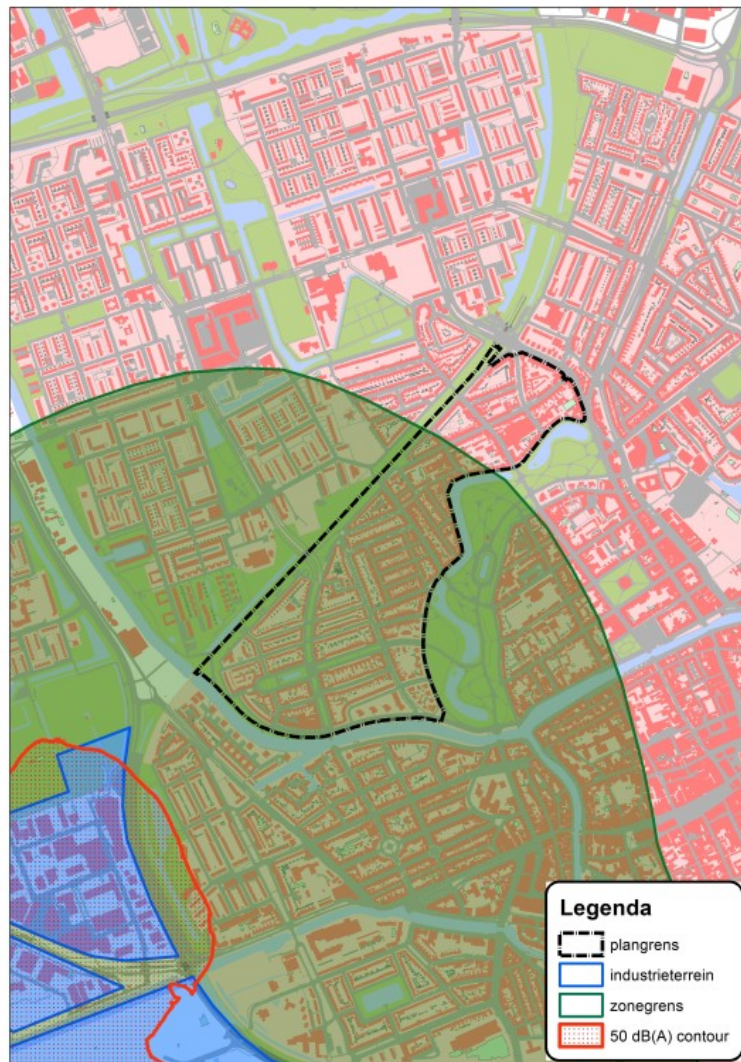 Legenda
plangrens
industrieterrein
zonegrens
50 dB(A) contour